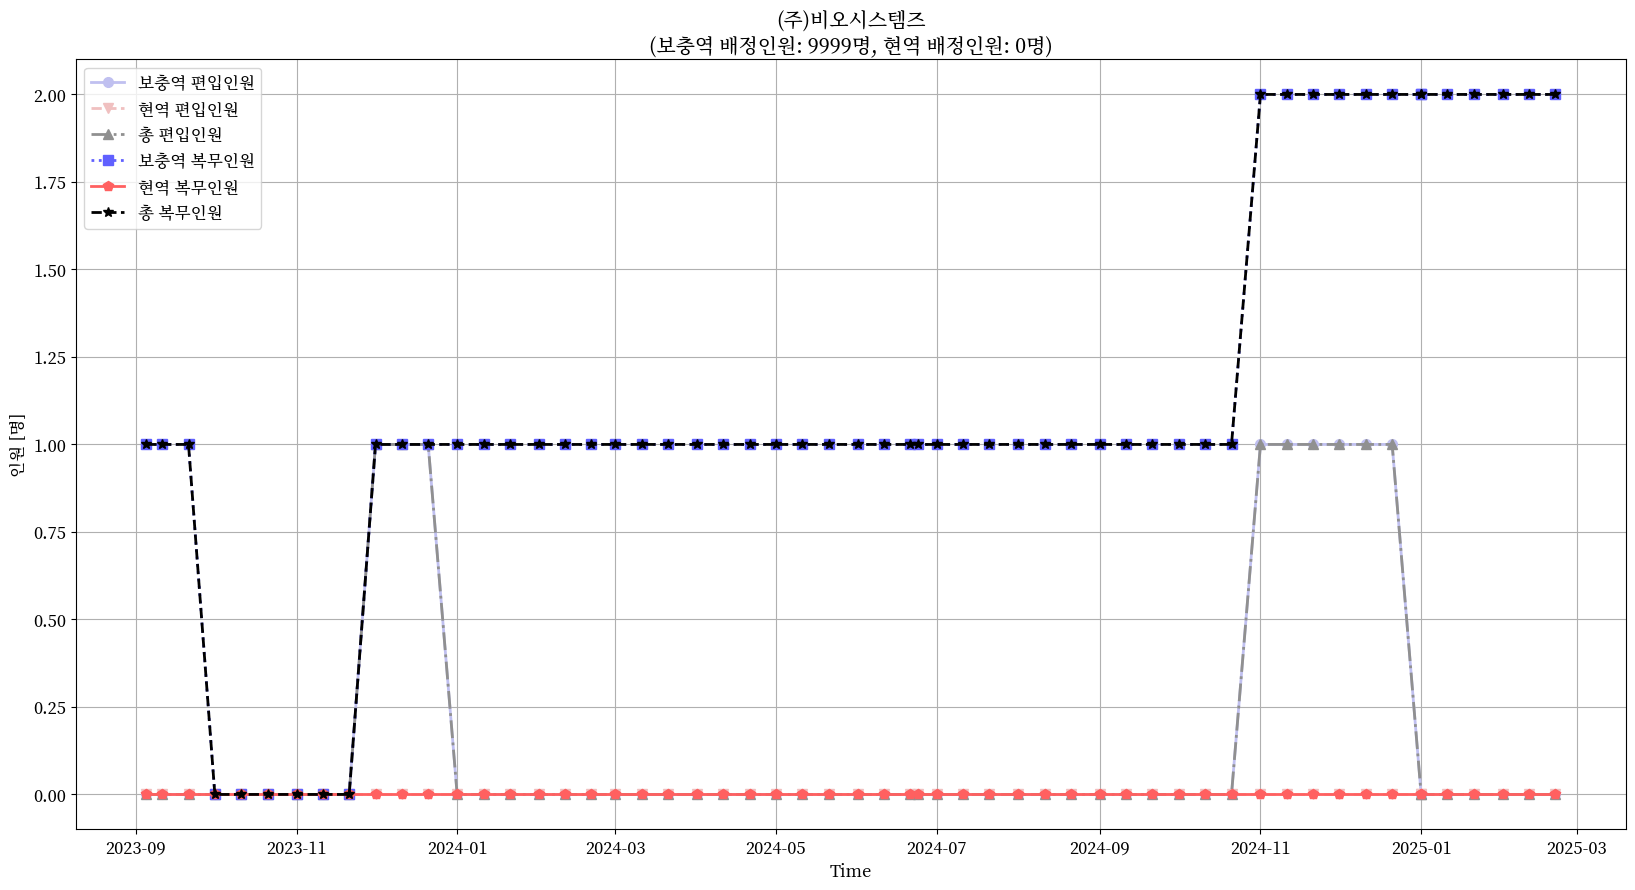 (주)비오시스템즈
(보충역 배정인원: 9999명, 현역 배정인원: 0명)
보충역 편입인원
현역 편입인원
총 편입인원
보충역 복무인원
현역 복무인원
총 복무인원
인원 [명]
2.00
1.75
1.50
1.25
1.00
0.75
0.50
0.25
0.00
2023-09
2023-11
2024-01
2024-03
2024-05
2024-07
2024-09
2024-11
2025-01
2025-03
Time